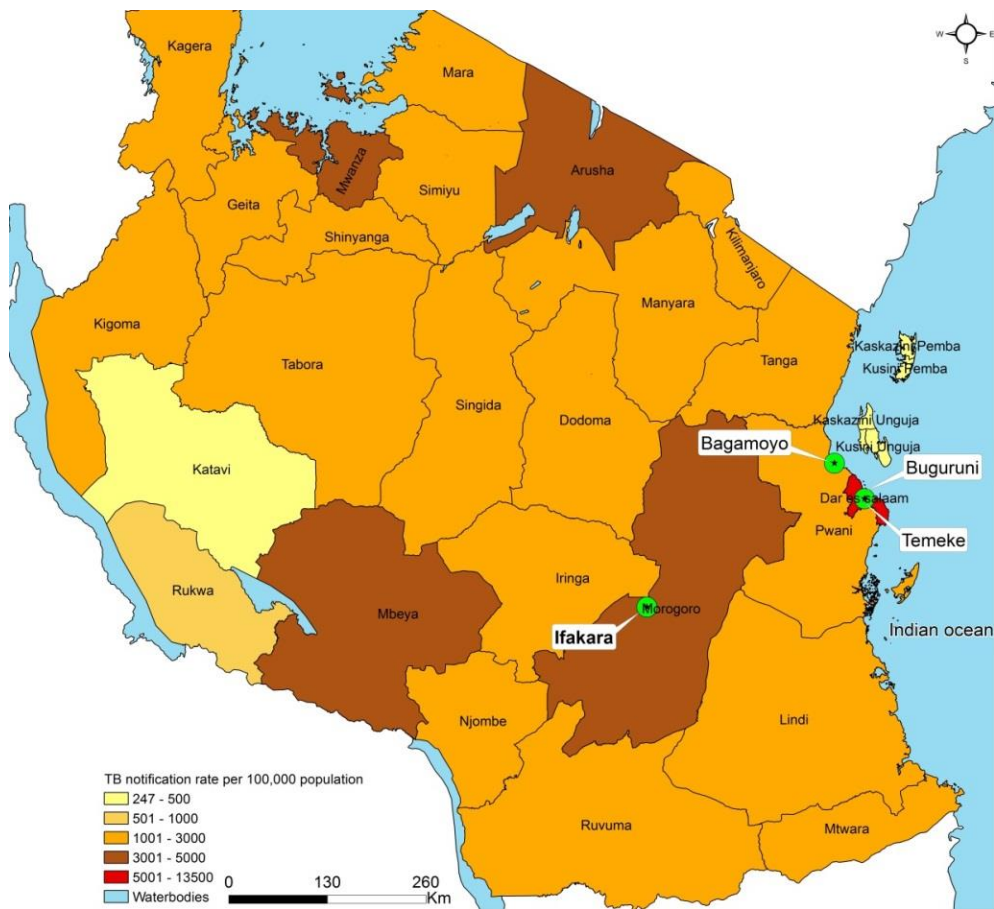 Kagera
Mara
N
W E
S
Mwanza
Arusha
Simiyu
Geita
Shinyanga
Kilimanjaro
Kigoma
Manyara
Tabora
Tanga
Kaskazini Pemba
Kusini Pemba
Singida
Dodoma
Kaskazini Unguja
Kusini Unguja
Bagamoyo
Katavi
Buguruni
Dar es salaam
Pwani
Temeke
Iringa
Rukwa
Mbeya
Morogoro
Ifakara
Indian ocean
Njombe
Lindi
Ruvuma
Mtwara
TB notification rate per 100,000 population
247 - 500
501 - 1000
1001 - 3000
3001 - 5000
5001 - 13500
Waterbodies
0 130 260
Km